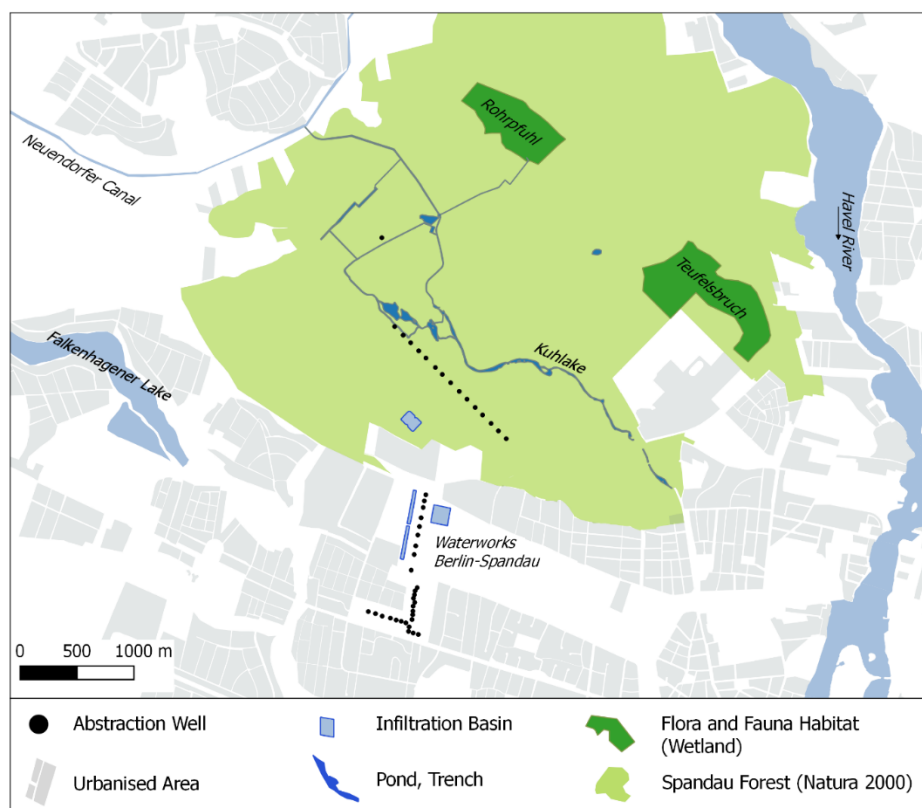 Rohrpfuhl
Neuendorfer Canal
Havel River
Teufelsbruch
Falkenhagener Lake
Kuhlake
Waterworks
Berlin-Spandau
0 500 1000 m
Abstraction Well
Infiltration Basin
Flora and Fauna Habitat
(Wetland)
Urbanised Area
Pond, Trench
Spandau Forest (Natura 2000)